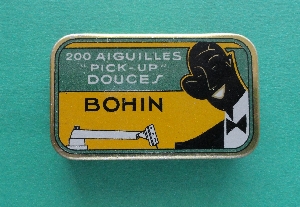 200 AIGUILLES
"PICK-UP"
DOUCES
BOHIN